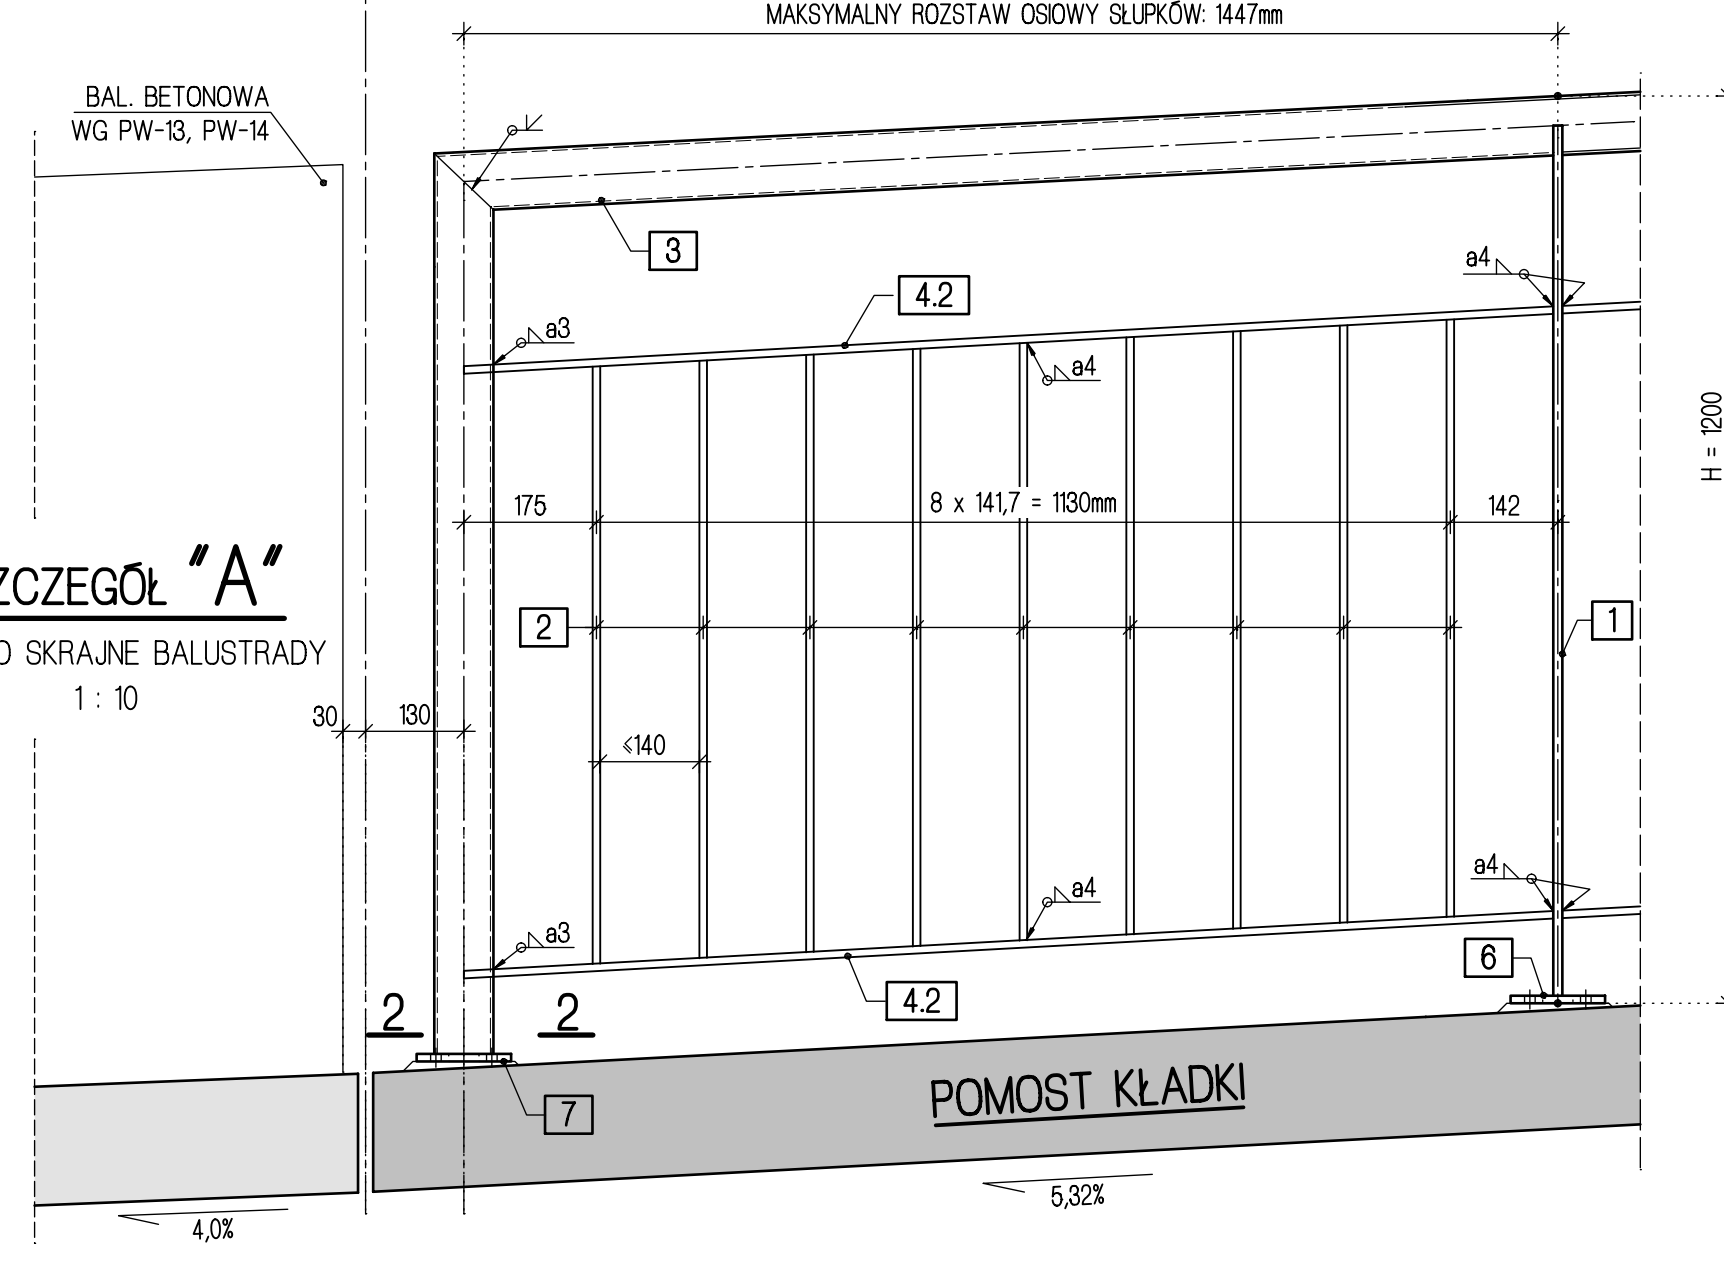 MAKSYMALNY ROZSTAW OSIOWY SŁUPKÓW: 1447mm
BAL. BETONOWA
WG PW-13, PW-14
3
4.2
a4
a3
a4
H = 1200
175
8 x 141,7 = 1130mm
142
ZCZEGÓŁ "A"
O SKRAJNE BALUSTRADY
1 : 10
2
1
30
130
≤140
a4
a4
a3
6
4.2
2
2
7
POMOST KŁADKI
5,32%
4,0%